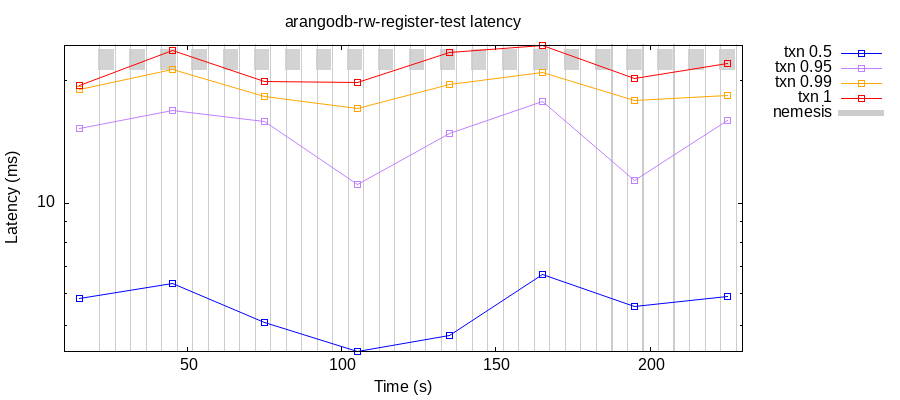 arangodb-rw-register-test latency
txn 0.5
txn 0.95
txn 0.99
txn 1
nemesis
Latency (ms)
10
50
100
150
200
Time (s)